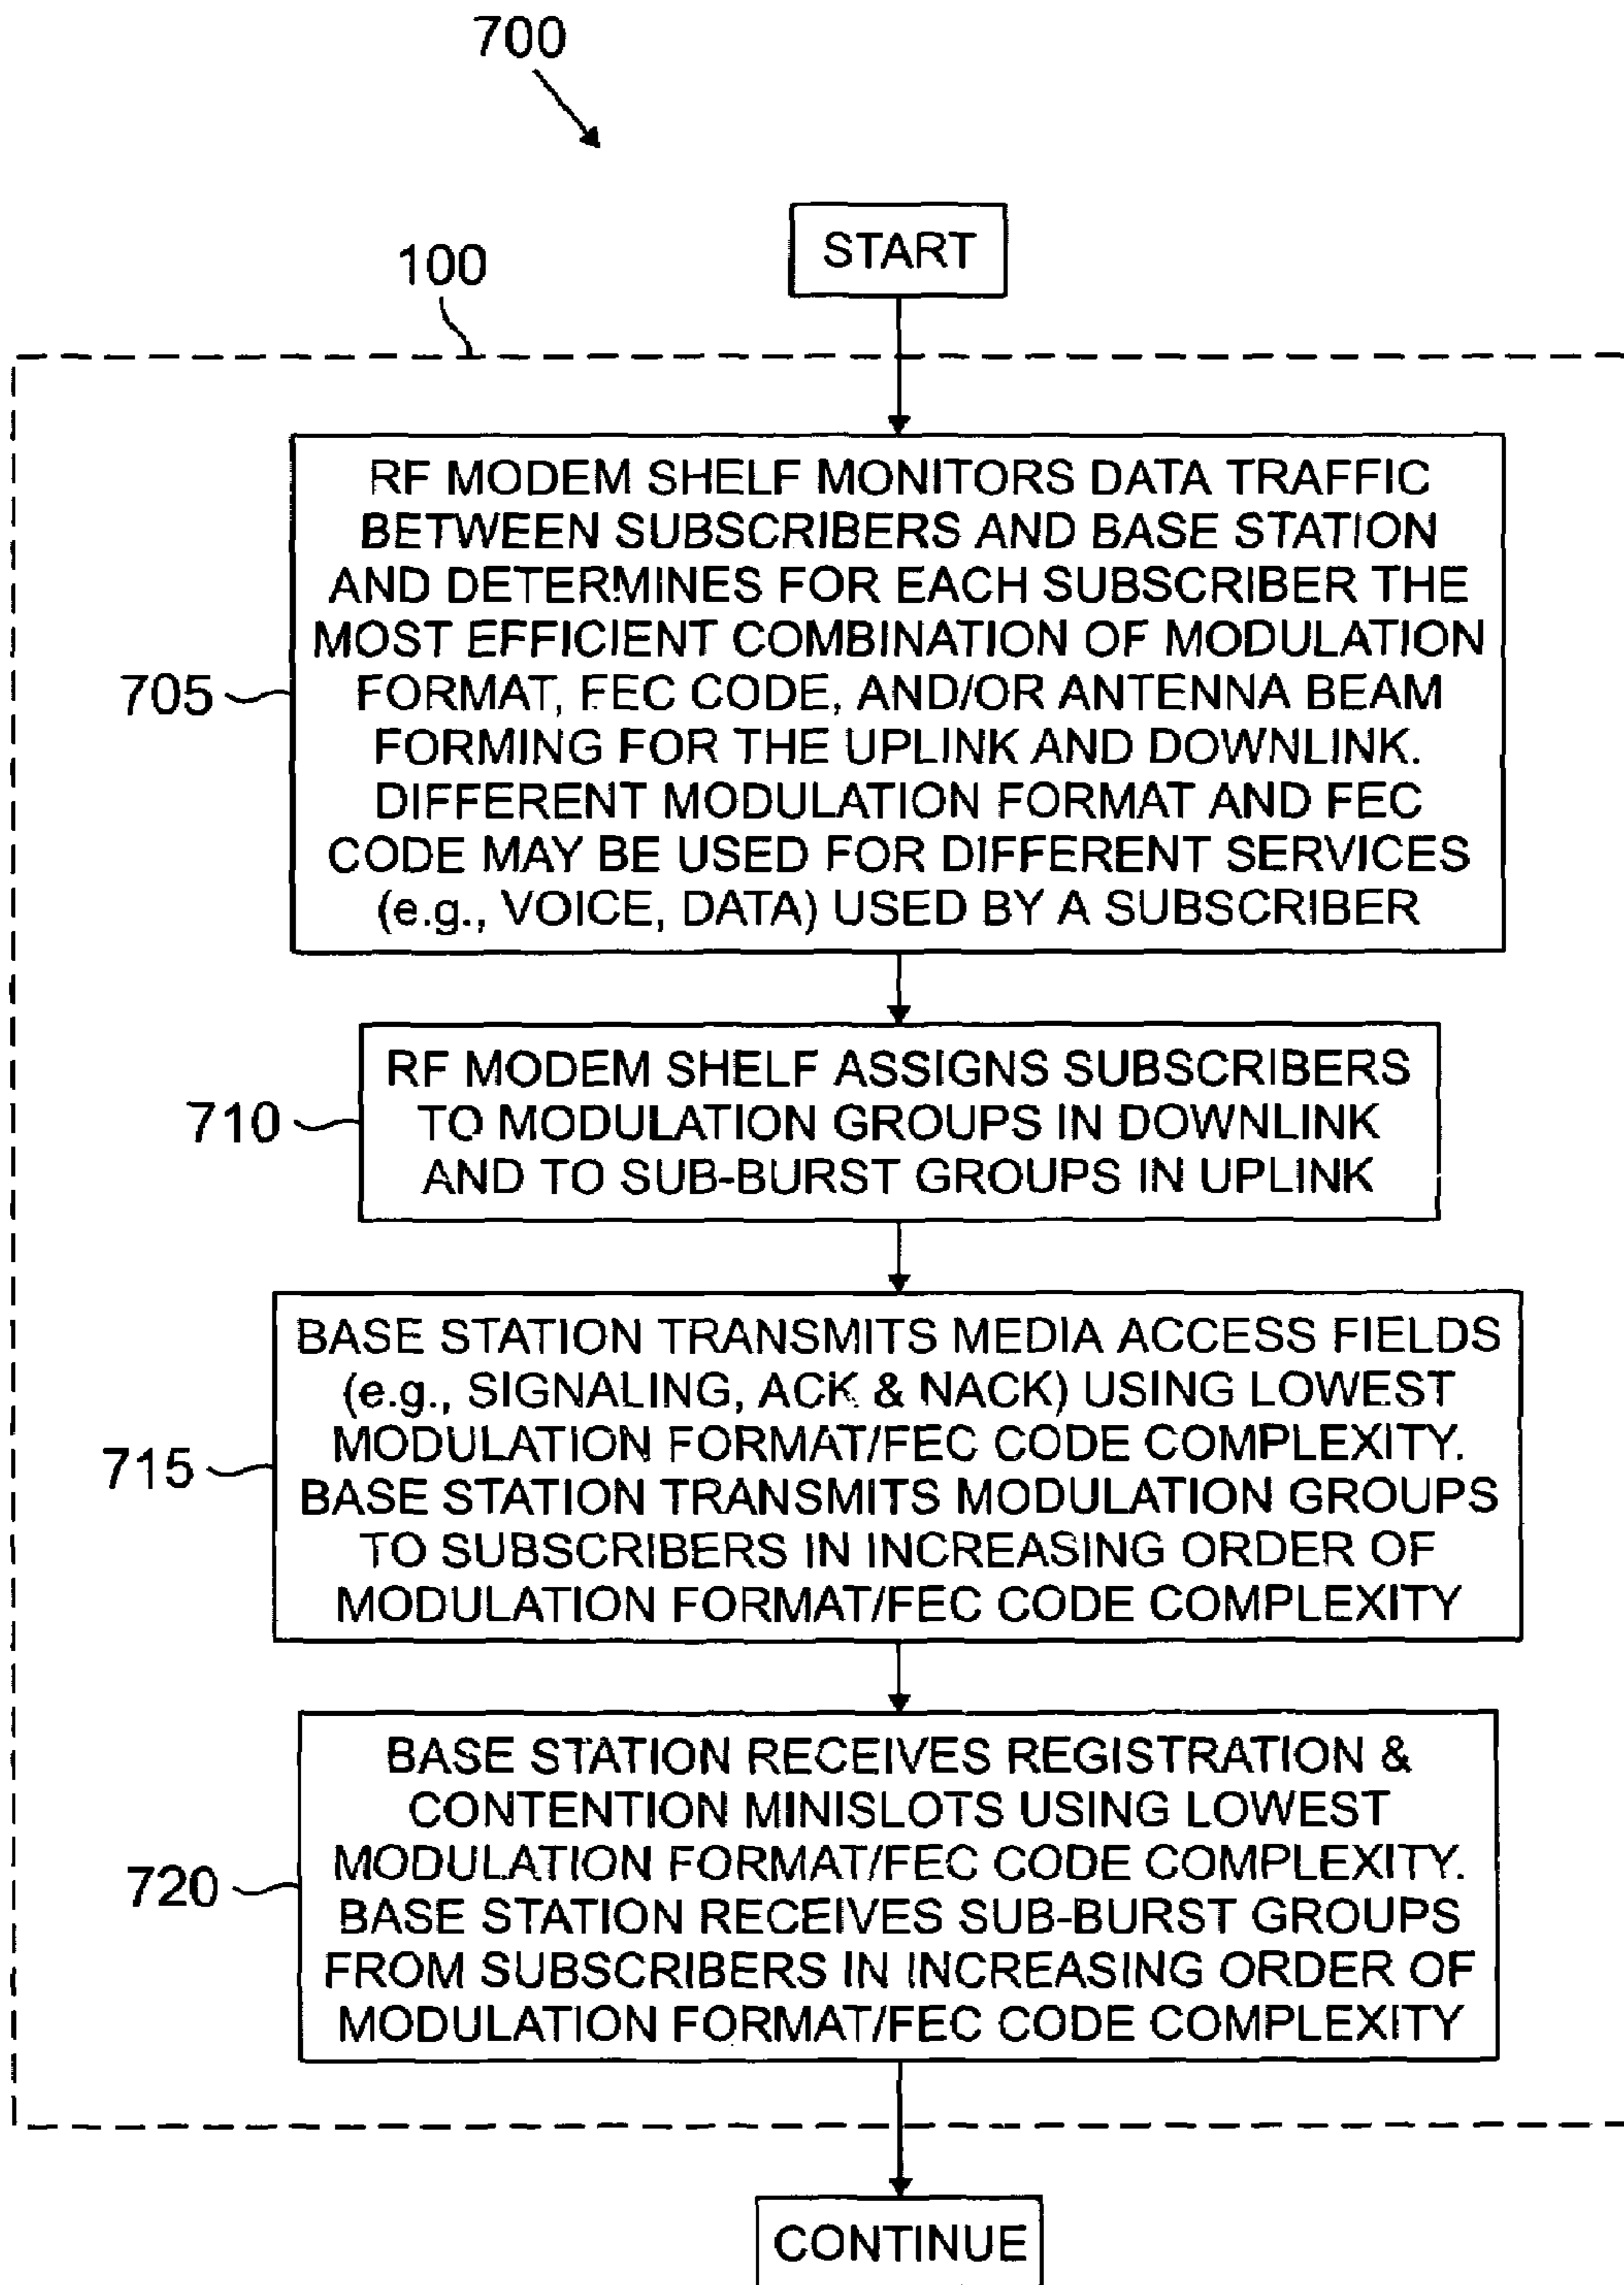 700
START
100
RF MODEM SHELF MONITORS DATA TRAFFIC
BETWEEN SUBSCRIBERS AND BASE STATION
AND DETERMINES FOR EACH SUBSCRIBER THE
MOST EFFICIENT COMBINATION OF MODULATION
FORMAT, FEC CODE, AND/OR ANTENNA BEAM
FORMING FOR THE UPLINK AND DOWNLINK.
DIFFERENT MODULATION FORMAT AND FEC
CODE MAY BE USED FOR DIFFERENT SERVICES
(e.g., VOICE, DATA) USED BY A SUBSCRIBER
705
RF MODEM SHELF ASSIGNS SUBSCRIBERS
TO MODULATION GROUPS IN DOWNLINK
AND TO SUB-BURST GROUPS IN UPLINK
710
BASE STATION TRANSMITS MEDIA ACCESS FIELDS
(e.g., SIGNALING, ACK & NACK) USING LOWEST
MODULATION FORMAT/FEC CODE COMPLEXITY.
BASE STATION TRANSMITS MODULATION GROUPS
TO SUBSCRIBERS IN INCREASING ORDER OF
MODULATION FORMAT/FEC CODE COMPLEXITY
715
BASE STATION RECEIVES REGISTRATION &
CONTENTION MINISLOTS USING LOWEST
MODULATION FORMAT/FEC CODE COMPLEXITY.
BASE STATION RECEIVES SUB-BURST GROUPS
FROM SUBSCRIBERS IN INCREASING ORDER OF
MODULATION FORMAT/FEC CODE COMPLEXITY
720
CONTINUE